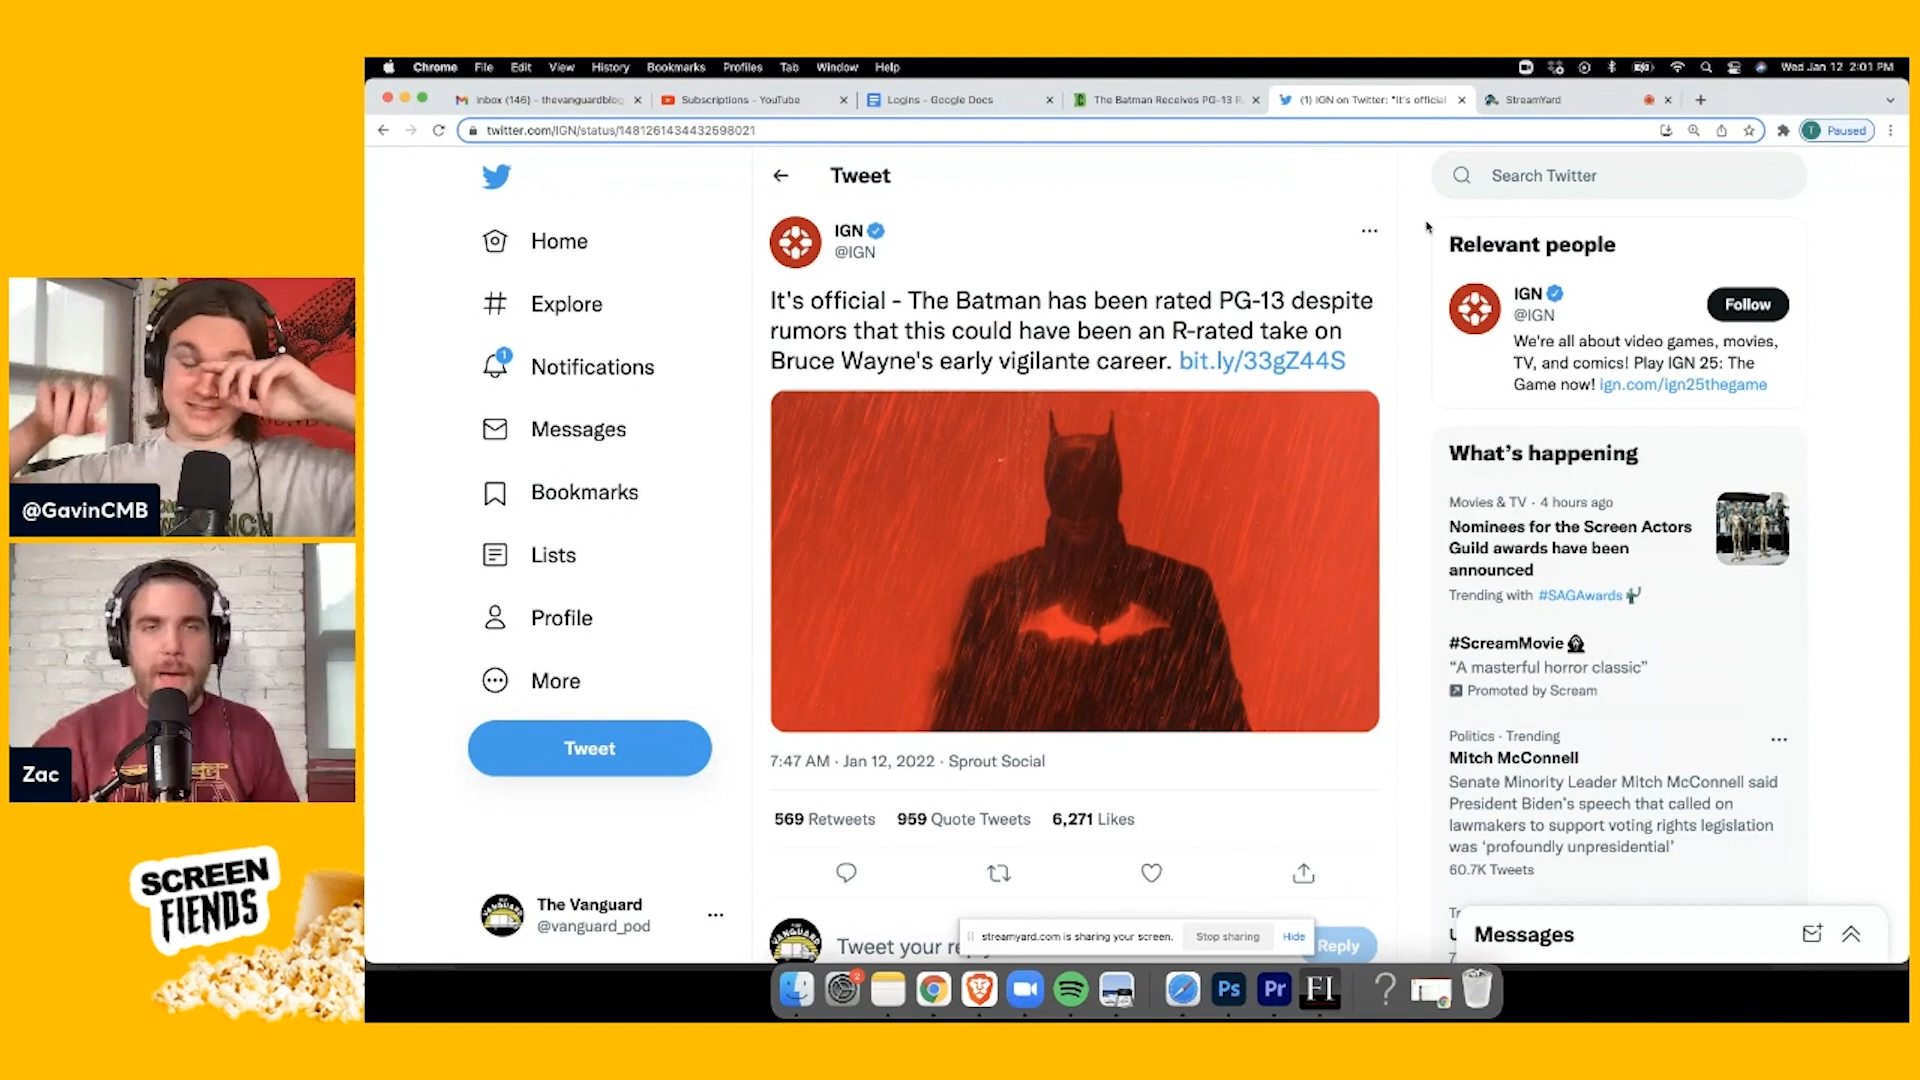 Chrome File Edit View History Bookmarks Profiles Tab Window Help
Wed Jan 12 2:01 PM
Inbox (146) - thevanguardblog
Subscriptions - YouTube
Logins - Google Docs
The Batman Receives PG-13 R
(1) IGN on Twitter: "It's official
StreamYard
twitter.com/IGN/status/1481261434432598021
T Paused
Home
Explore
1
Notifications
Messages
Bookmarks
Lists
Profile
More
Tweet
The Vanguard
@vanguard_pod
Tweet
IGN
@IGN
It's official - The Batman has been rated PG-13 despite
rumors that this could have been an R-rated take on
Bruce Wayne's early vigilante career. bit.ly/33gZ44S
7:47 AM · Jan 12, 2022 · Sprout Social
569 Retweets 959 Quote Tweets 6,271 Likes
VANGUARD
Tweet your re
Reply
streamyard.com is sharing your screen. Stop sharing Hide
Search Twitter
Relevant people
IGN
@IGN
Follow
We're all about video games, movies,
TV, and comics! Play IGN 25: The
Game now! ign.com/ign25thegame
What's happening
Movies & TV · 4 hours ago
Nominees for the Screen Actors
Guild awards have been
announced
Trending with #SAGAwards
#ScreamMovie
"A masterful horror classic"
Promoted by Scream
Politics · Trending
Mitch McConnell
Senate Minority Leader Mitch McConnell said
President Biden's speech that called on
lawmakers to support voting rights legislation
was 'profoundly unpresidential'
60.7K Tweets
Messages
@GavinCMB
Zac
SCREEN
FIENDS
2
Ps
Pr
FI
?